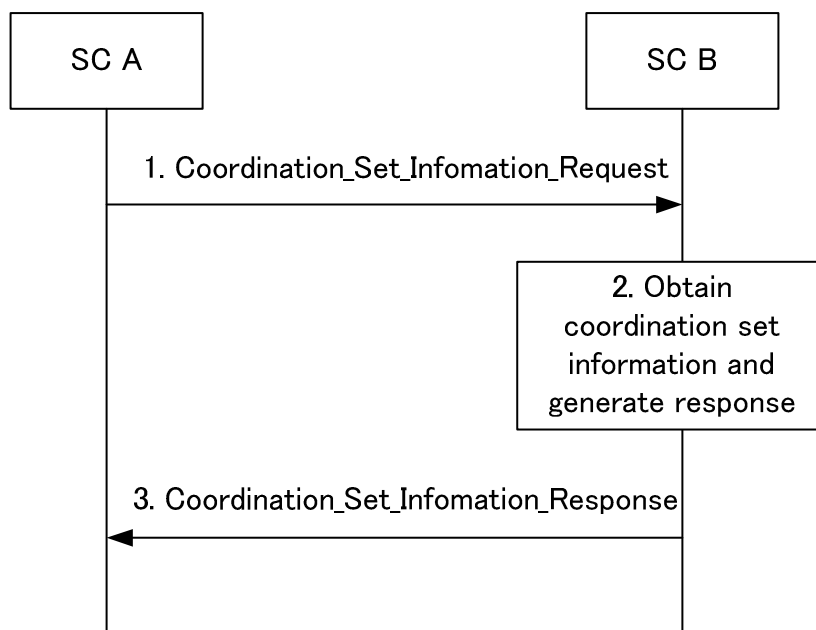 SC A
SC B
1. Coordination_Set_Infomation_Request
2. Obtain
coordination set
information and
generate response
3. Coordination_Set_Infomation_Response